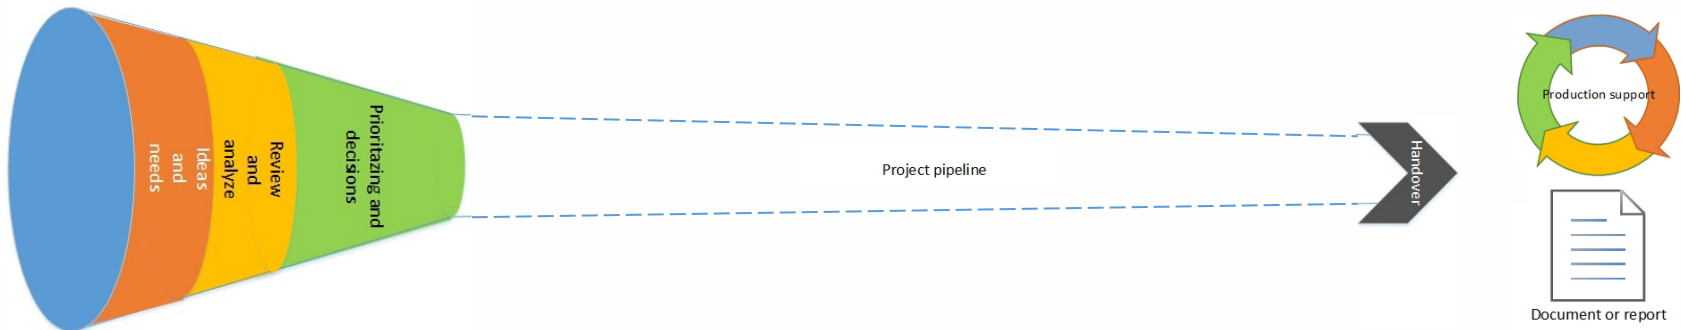 Ideas
and
needs
Review
and
analyze
Prioritazing and
decisions
Project pipeline
Handover
Production support
Document or report